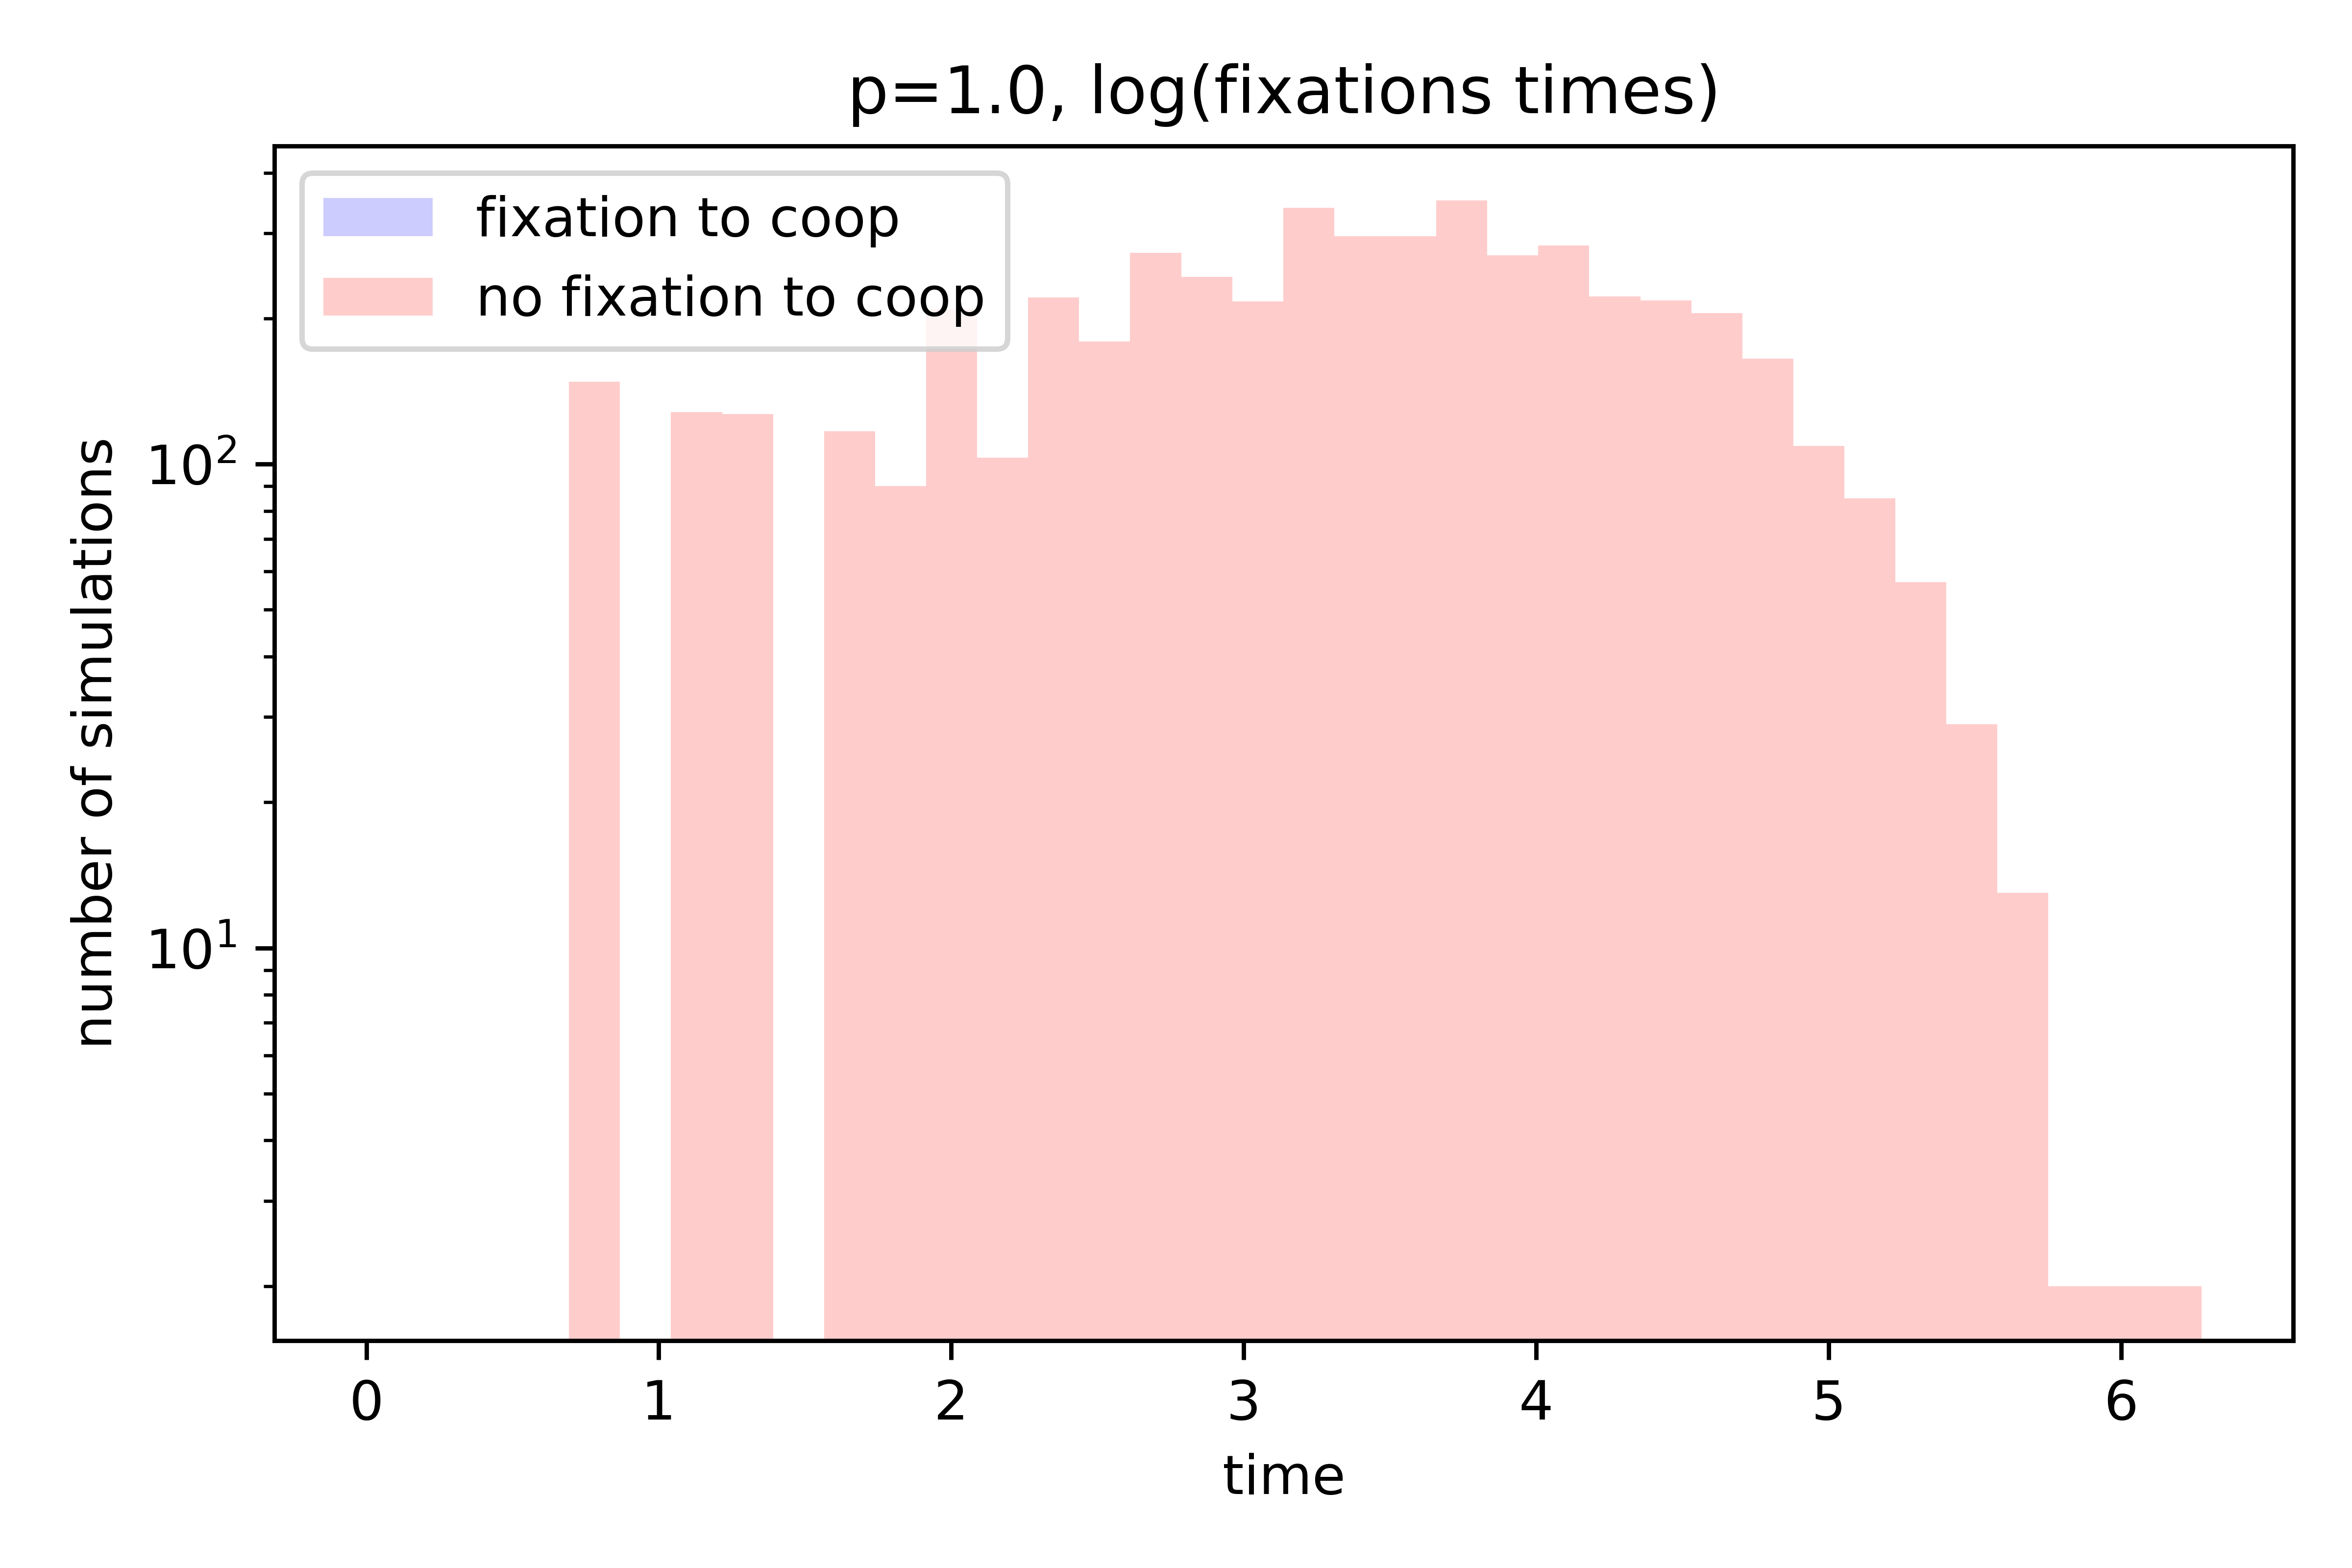 p=1.0, log(fixations times)
fixation to coop
no fixation to coop
number of simulations
10²
10¹
0 1 2 3 4 5 6
time